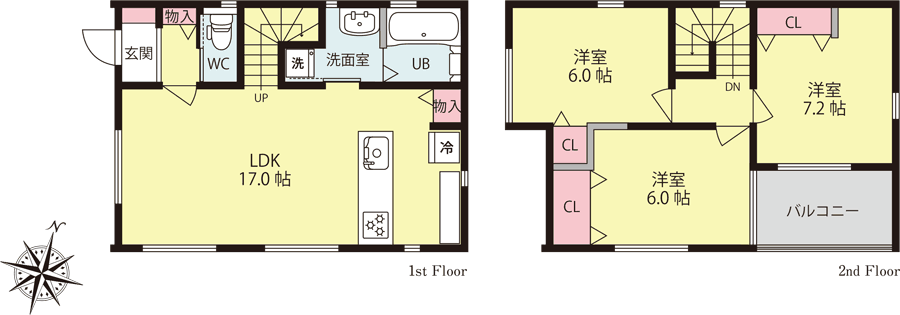 物入
玄関
WC
洗
洗面室
UB
UP
物入
冷
LDK
17.0 帖
N
1st Floor
CL
洋室
6.0 帖
DN
洋室
7.2 帖
CL
CL
洋室
6.0 帖
バルコニー
2nd Floor